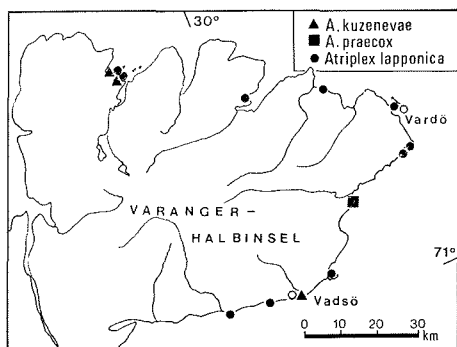 30°
▲ A. kuzenevae
■ A. praecox
● Atriplex lapponica
Vardö
VARANGER-
HALBINSEL
71°
Vadsö
0 10 20 30
km